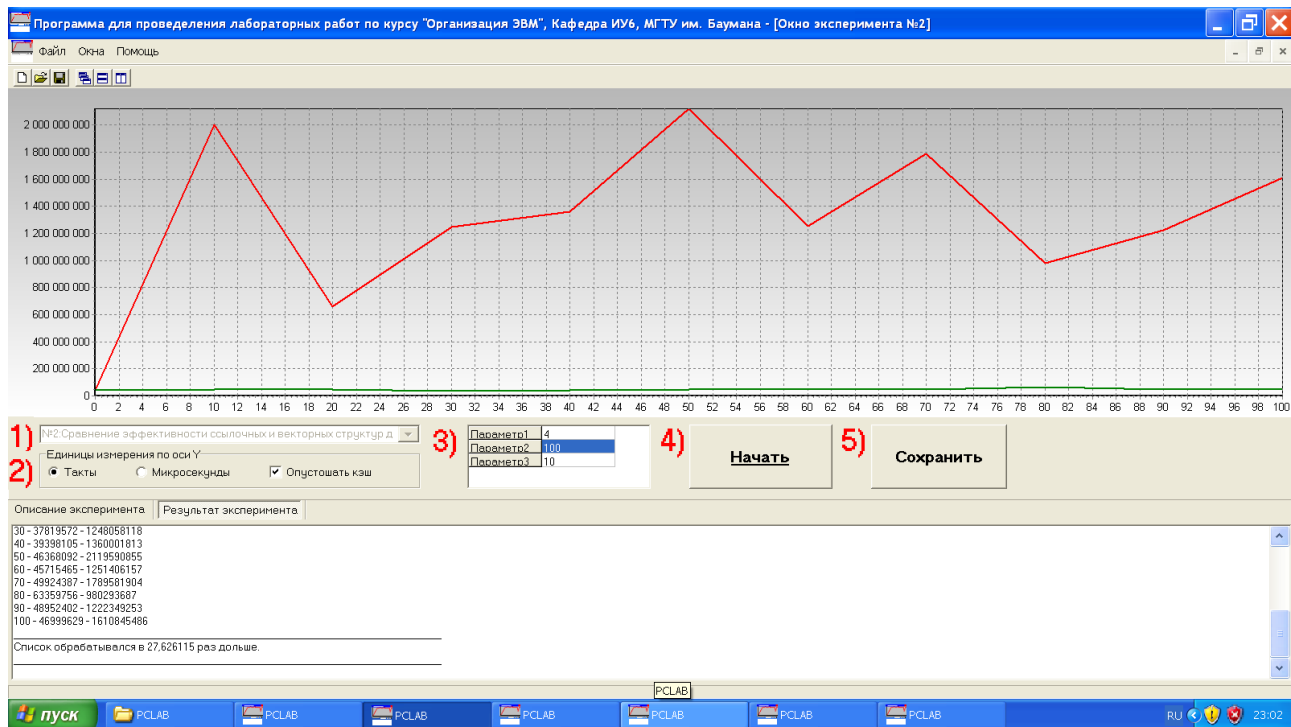 Программа для проведения лабораторных работ по курсу "Организация ЭВМ", Кафедра ИУ6, МГТУ им. Баумана - [Окно эксперимента №2]
Файл Окна Помощь
2 000 000 000
1 800 000 000
1 600 000 000
1 400 000 000
1 200 000 000
1 000 000 000
800 000 000
600 000 000
400 000 000
200 000 000
0
0 2 4 6 8 10 12 14 16 18 20 22 24 26 28 30 32 34 36 38 40 42 44 46 48 50 52 54 56 58 60 62 64 66 68 70 72 74 76 78 80 82 84 86 88 90 92 94 96 98 100
1) №2.Сравнение эффективности ссылочных и векторных структур д
Единицы измерения по оси Y
2) Такты Микросекунды Опустошать кэш
3) Параметр1 4
Параметр2 100
Параметр3 10
4) Начать
5) Сохранить
Описание эксперимента Результат эксперимента
30 - 37819572 - 1248058118
40 - 39398105 - 1360001813
50 - 46368092 - 2119590855
60 - 45715465 - 1251406157
70 - 49924387 - 1789581904
80 - 63359756 - 980293687
90 - 48952402 - 1222349253
100 - 46999629 - 1610845486
Список обрабатывался в 27,626115 раз дольше.
PCLAB
пуск PCLAB PCLAB PCLAB PCLAB PCLAB PCLAB PCLAB RU 23:02